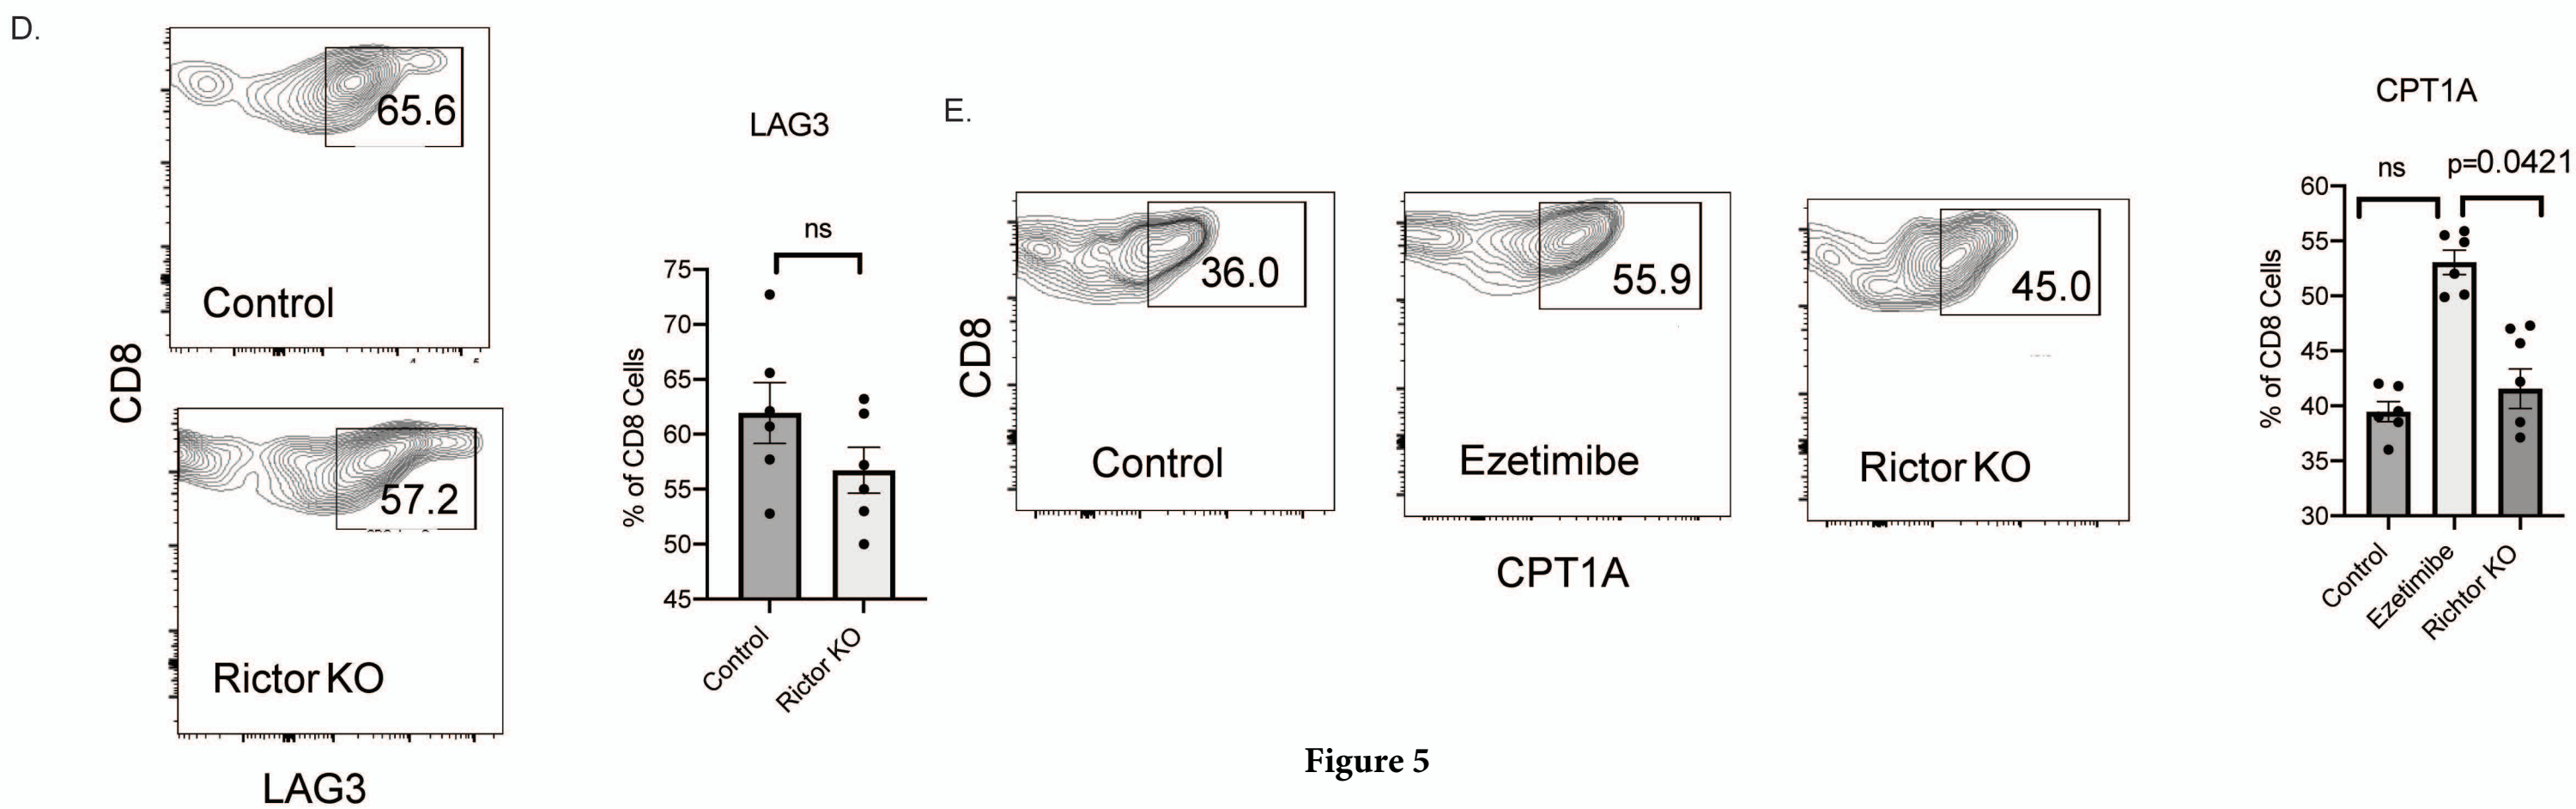 D.
65.6
Control
CD8
57.2
Rictor KO
LAG3
LAG3
ns
75
70
65
60
55
50
45
% of CD8 Cells
Control
Rictor KO
E.
CD8
36.0
Control
55.9
Ezetimibe
45.0
Rictor KO
CPT1A
CPT1A
ns
p=0.0421
60
55
50
45
40
35
30
% of CD8 Cells
Control
Ezetimibe
Richtor KO
Figure 5